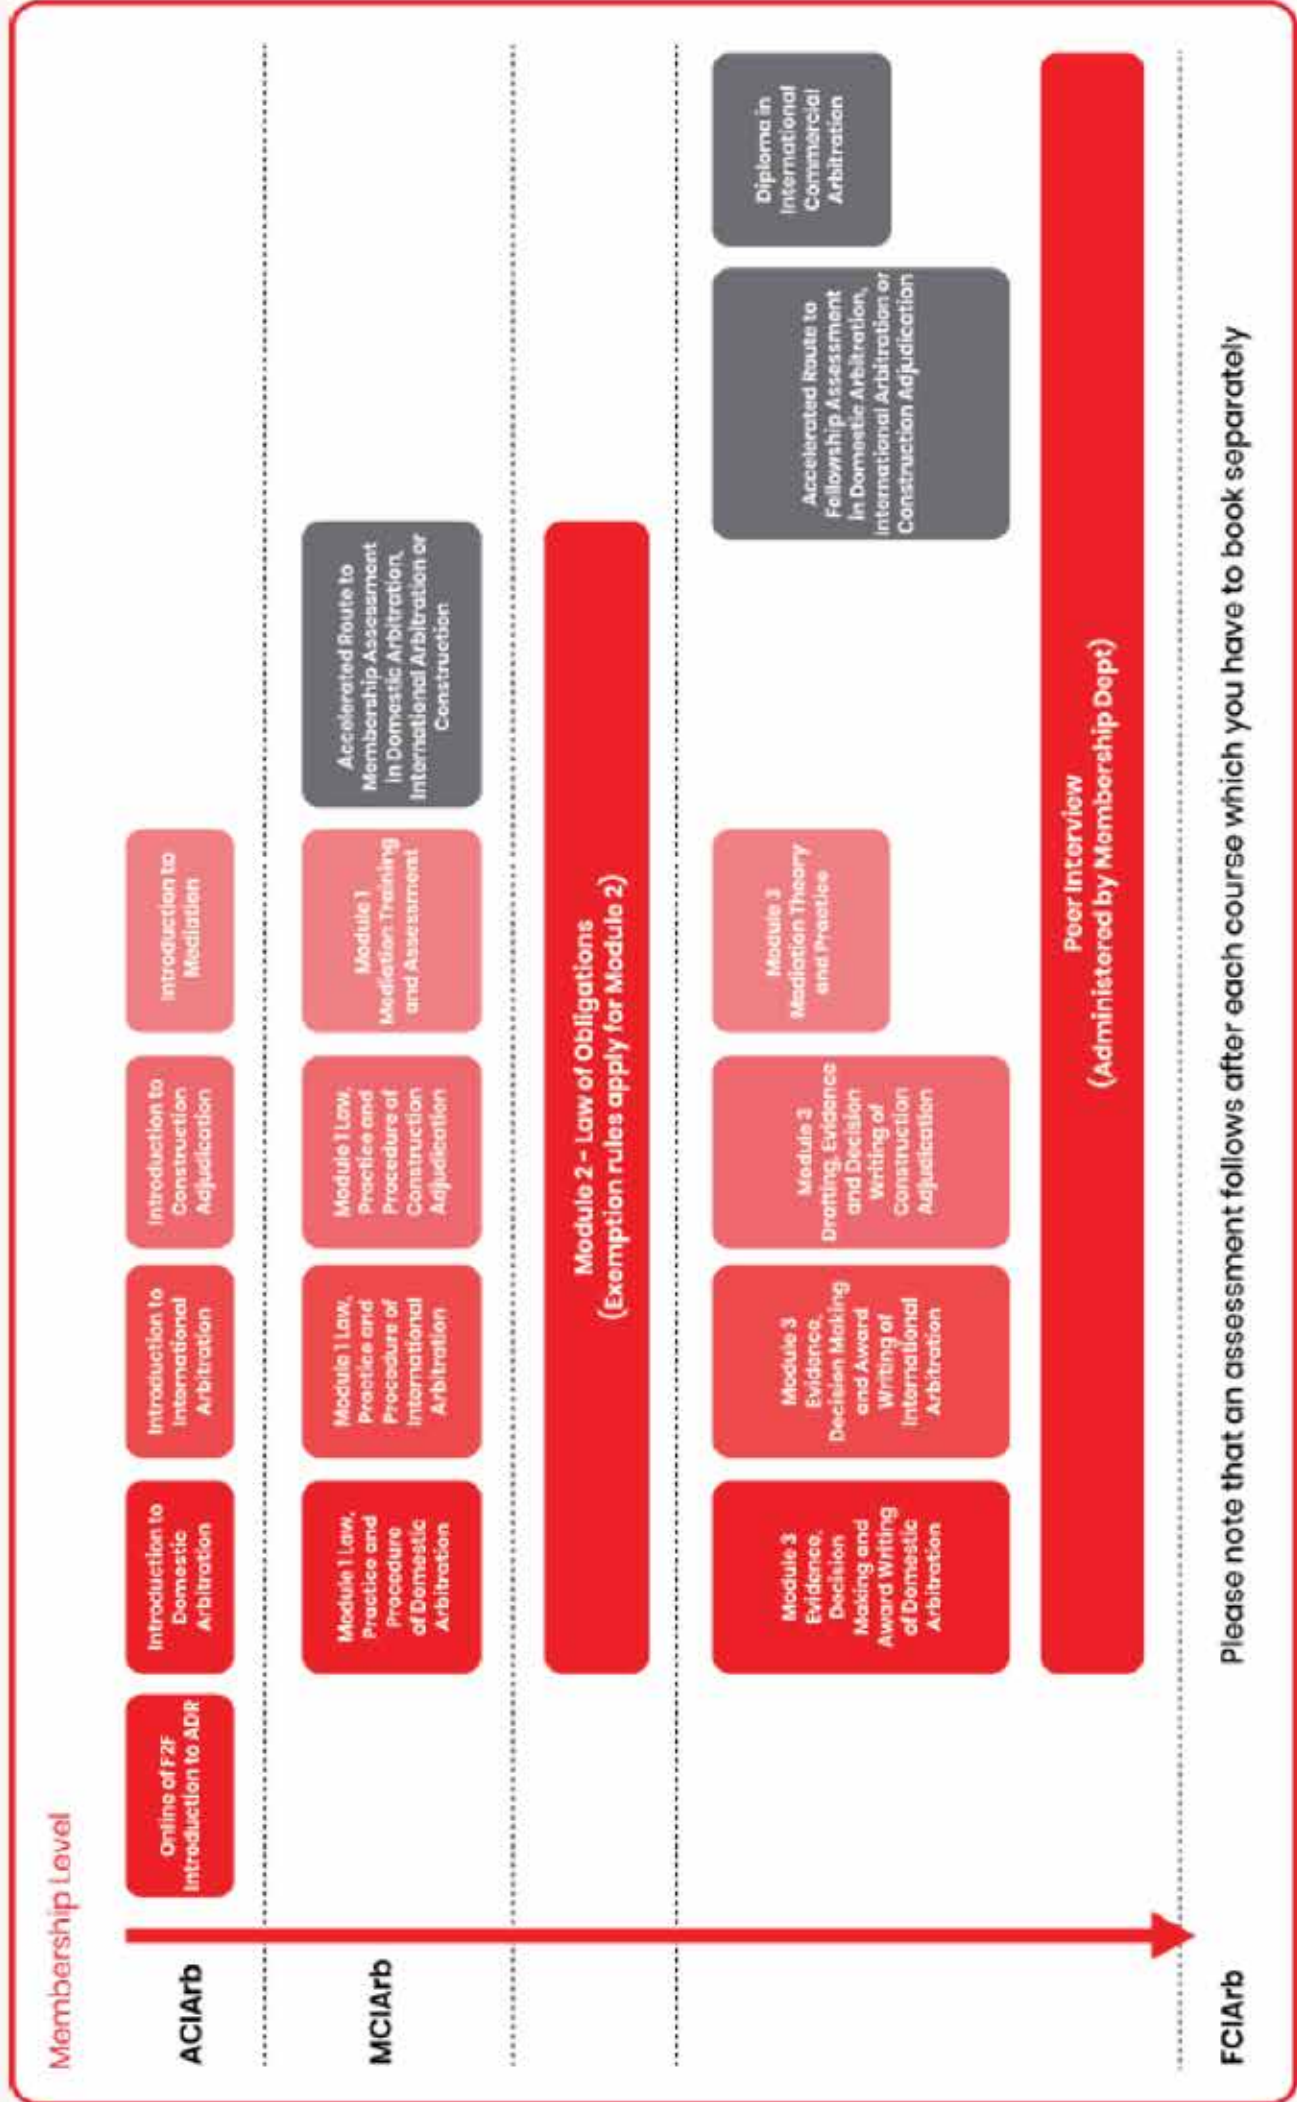 Membership Level
ACIArb
Online of F2F
Introduction to ADR
Introduction to
Domestic
Arbitration
Introduction to
International
Arbitration
Introduction to
Construction
Adjudication
Introduction to
Mediation
MCIArb
Module 1 Law,
Practice and
Procedure
of Domestic
Arbitration
Module 1 Law,
Practice and
Procedure of
International
Arbitration
Module 1 Law,
Practice and
Procedure of
Construction
Adjudication
Module 1
Mediation Training
and Assessment
Accelerated Route to
Membership Assessment
in Domestic Arbitration,
International Arbitration or
Construction
Module 2 - Law of Obligations
(Exemption rules apply for Module 2)
Module 3
Evidence,
Decision
Making and
Award Writing
of Domestic
Arbitration
Module 3
Evidence,
Decision Making
and Award
Writing of
International
Arbitration
Module 3
Drafting, Evidence
and Decision
Writing of
Construction
Adjudication
Module 3
Mediation Theory
and Practice
Accelerated Route to
Fellowship Assessment
in Domestic Arbitration,
International Arbitration or
Construction Adjudication
Diploma in
International
Commercial
Arbitration
Peer Interview
(Administered by Membership Dept)
FCIArb
Please note that an assessment follows after each course which you have to book separately